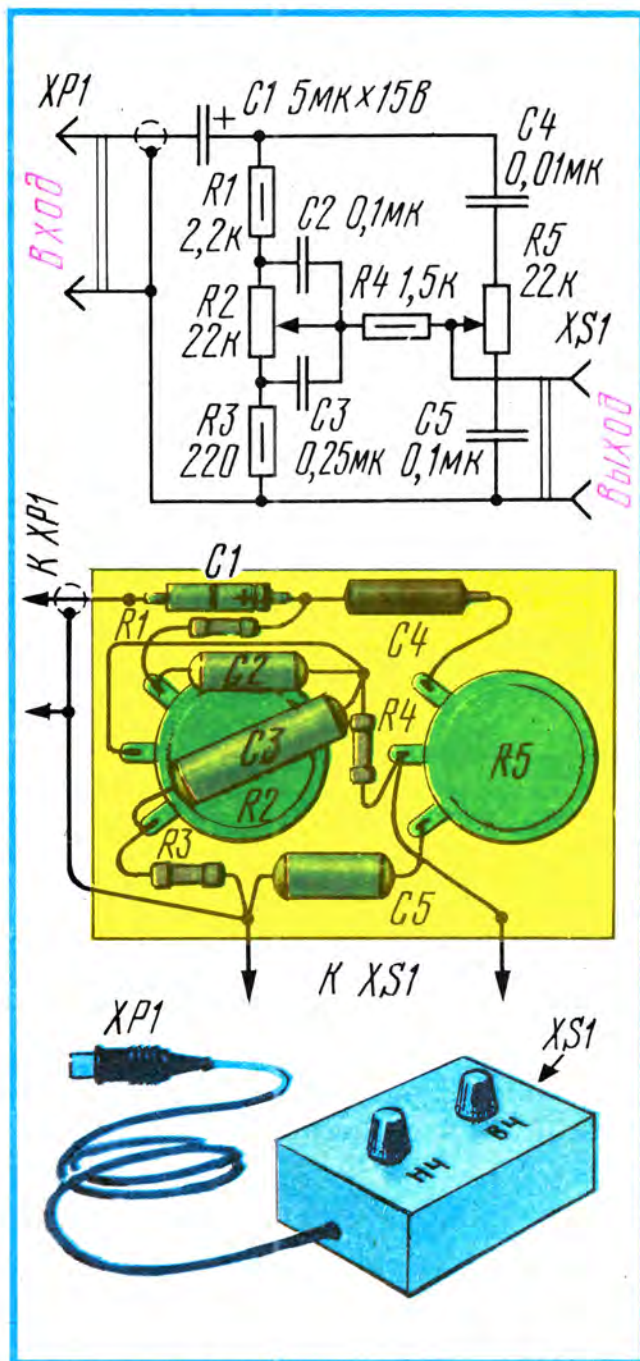 XP1
C1 5мк×15В
C4
0,01мк
ВХОД
R1
2,2к
C2 0,1мк
R5
22к
R4 1,5к
R2
22к
XS1
R3
220
C3
0,25мк
C5
0,1мк
ВЫХОД
К XP1
C1
R1
C4
C2
R4
C3
R5
R2
R3
C5
К XS1
XP1
XS1
НЧ
ВЧ